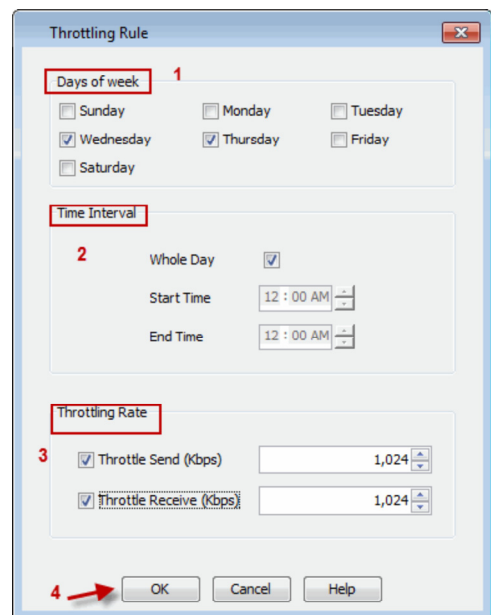 Throttling Rule
Days of week 1
Sunday Monday Tuesday
Wednesday Thursday Friday
Saturday
Time Interval
2 Whole Day
Start Time 12 : 00 AM
End Time 12 : 00 AM
Throttling Rate
3 Throttle Send (Kbps) 1,024
Throttle Receive (Kbps) 1,024
4 OK Cancel Help